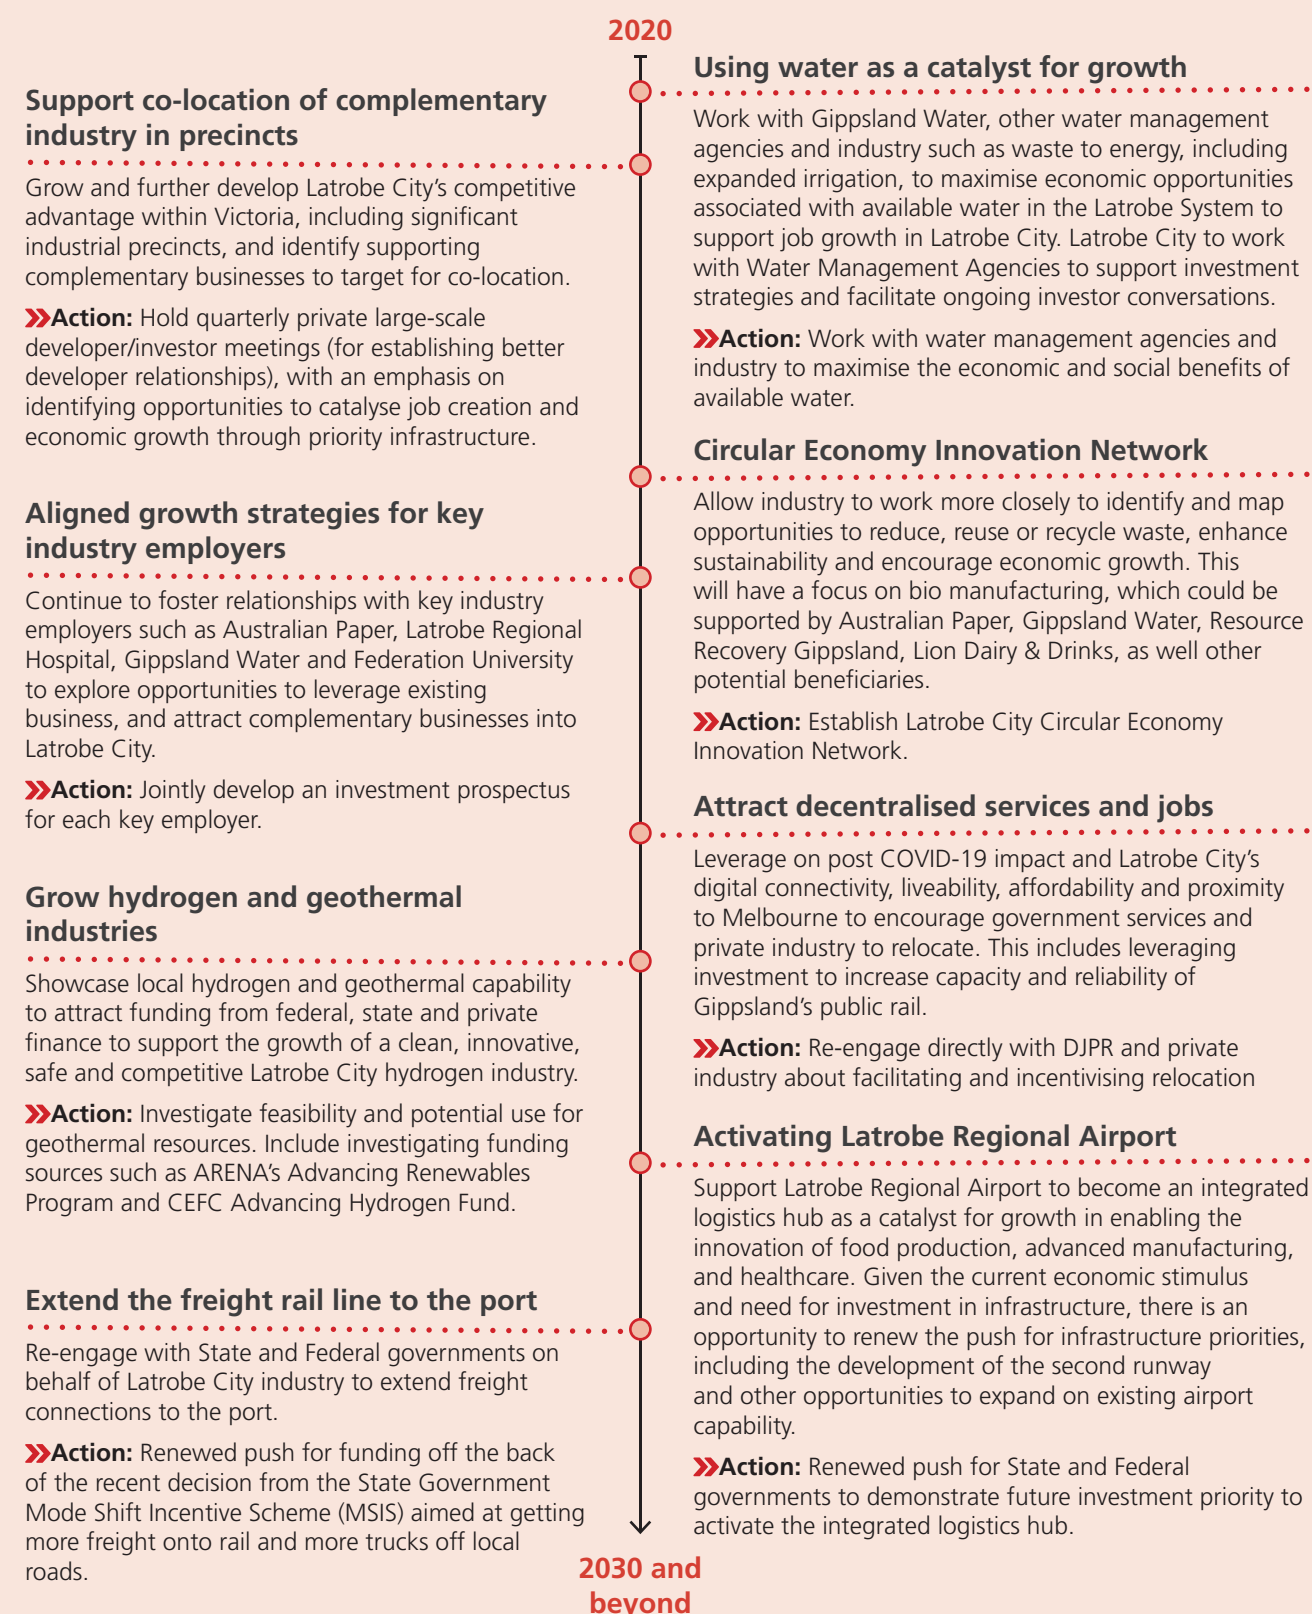 2020
Support co-location of complementary
industry in precincts
Grow and further develop Latrobe City’s competitive
advantage within Victoria, including significant
industrial precincts, and identify supporting
complementary businesses to target for co-location.
Action: Hold quarterly private large-scale
developer/investor meetings (for establishing better
developer relationships), with an emphasis on
identifying opportunities to catalyse job creation and
economic growth through priority infrastructure.
Aligned growth strategies for key
industry employers
Continue to foster relationships with key industry
employers such as Australian Paper, Latrobe Regional
Hospital, Gippsland Water and Federation University
to explore opportunities to leverage existing
business, and attract complementary businesses into
Latrobe City.
Action: Jointly develop an investment prospectus
for each key employer.
Grow hydrogen and geothermal
industries
Showcase local hydrogen and geothermal capability
to attract funding from federal, state and private
finance to support the growth of a clean, innovative,
safe and competitive Latrobe City hydrogen industry.
Action: Investigate feasibility and potential use for
geothermal resources. Include investigating funding
sources such as ARENA’s Advancing Renewables
Program and CEFC Advancing Hydrogen Fund.
Extend the freight rail line to the port
Re-engage with State and Federal governments on
behalf of Latrobe City industry to extend freight
connections to the port.
Action: Renewed push for funding off the back
of the recent decision from the State Government
Mode Shift Incentive Scheme (MSIS) aimed at getting
more freight onto rail and more trucks off local
roads.
Using water as a catalyst for growth
Work with Gippsland Water, other water management
agencies and industry such as waste to energy, including
expanded irrigation, to maximise economic opportunities
associated with available water in the Latrobe System to
support job growth in Latrobe City. Latrobe City to work
with Water Management Agencies to support investment
strategies and facilitate ongoing investor conversations.
Action: Work with water management agencies and
industry to maximise the economic and social benefits of
available water.
Circular Economy Innovation Network
Allow industry to work more closely to identify and map
opportunities to reduce, reuse or recycle waste, enhance
sustainability and encourage economic growth. This
will have a focus on bio manufacturing, which could be
supported by Australian Paper, Gippsland Water, Resource
Recovery Gippsland, Lion Dairy & Drinks, as well other
potential beneficiaries.
Action: Establish Latrobe City Circular Economy
Innovation Network.
Attract decentralised services and jobs
Leverage on post COVID-19 impact and Latrobe City’s
digital connectivity, liveability, affordability and proximity
to Melbourne to encourage government services and
private industry to relocate. This includes leveraging
investment to increase capacity and reliability of
Gippsland’s public rail.
Action: Re-engage directly with DJPR and private
industry about facilitating and incentivising relocation
Activating Latrobe Regional Airport
Support Latrobe Regional Airport to become an integrated
logistics hub as a catalyst for growth in enabling the
innovation of food production, advanced manufacturing,
and healthcare. Given the current economic stimulus
and need for investment in infrastructure, there is an
opportunity to renew the push for infrastructure priorities,
including the development of the second runway
and other opportunities to expand on existing airport
capability.
Action: Renewed push for State and Federal
governments to demonstrate future investment priority to
activate the integrated logistics hub.
2030 and
beyond